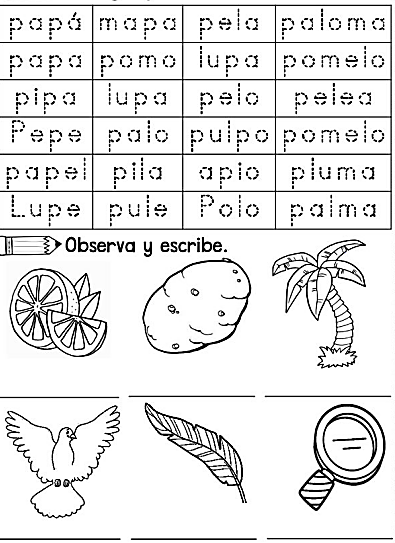 papá mapa pela paloma
papa pomo lupa pomelo
pipa lupa pelo pelea
Pepe palo pulpo pomelo
papel pila apio pluma
Lupe pule Polo palma
Observa y escribe.